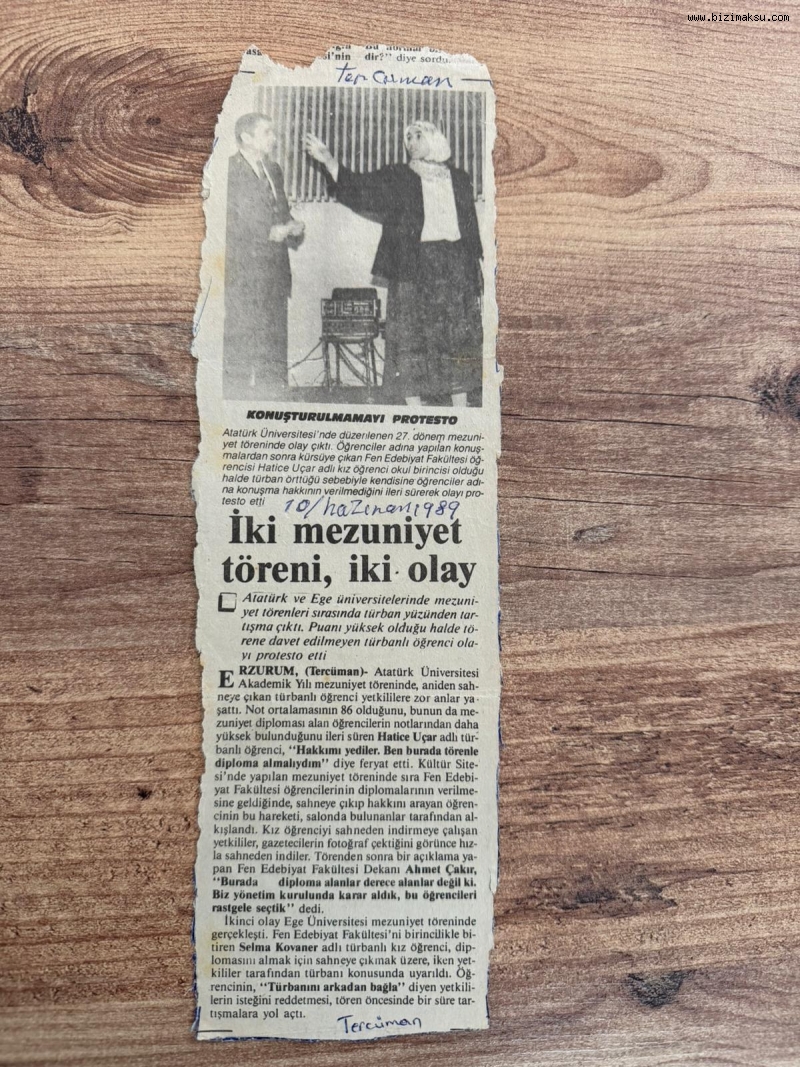 www.bizimaksu.com
si'nin dir?" diye sordu.
Tercüman
KONUŞTURULMAMAYI PROTESTO
Atatürk Üniversitesi'nde düzenlenen 27. dönem mezuni-
yet töreninde olay çıktı. Öğrenciler adına yapılan konuş-
malardan sonra kürsüye çıkan Fen Edebiyat Fakültesi öğ-
rencisi Hatice Uçar adlı kız öğrenci okul birincisi olduğu
halde türban örttüğü sebebiyle kendisine öğrenciler adı-
na konuşma hakkının verilmediğini ileri sürerek olayı pro-
testo etti
10/haziran1989
İki mezuniyet
töreni, iki olay
Atatürk ve Ege üniversitelerinde mezuni-
yet törenleri sırasında türban yüzünden tar-
tışma çıktı. Puanı yüksek olduğu halde tö-
rene davet edilmeyen türbanlı öğrenci ola-
yı protesto etti
ERZURUM, (Tercüman)- Atatürk Üniversitesi
Akademik Yılı mezuniyet töreninde, aniden sah-
neye çıkan türbanlı öğrenci yetkililere zor anlar ya-
şattı. Not ortalamasının 86 olduğunu, bunun da me-
zuniyet diploması alan öğrencilerin notlarından daha
yüksek bulunduğunu ileri süren Hatice Uçar adlı tür-
banlı öğrenci, "Hakkımı yediler. Ben burada törenle
diploma almalıydım" diye feryat etti. Kültür Site-
si'nde yapılan mezuniyet töreninde sıra Fen Edebi-
yat Fakültesi öğrencilerinin diplomalarının verilme-
sine geldiğinde, sahneye çıkıp hakkını arayan öğren-
cinin bu hareketi, salonda bulunanlar tarafından al-
kışlandı. Kız öğrenciyi sahneden indirmeye çalışan
yetkililer, gazetecilerin fotoğraf çektiğini görünce hız-
la sahneden indiler. Törenden sonra bir açıklama ya-
pan Fen Edebiyat Fakültesi Dekanı Ahmet Çakır,
"Burada diploma alanlar derece alanlar değil ki.
Biz yönetim kurulunda karar aldık, bu öğrencileri
rastgele seçtik" dedi.
İkinci olay Ege Üniversitesi mezuniyet töreninde
gerçekleşti. Fen Edebiyat Fakültesi'ni birincilikle bi-
tiren Selma Kovaner adlı türbanlı kız öğrenci, dip-
lomasını almak için sahneye çıkmak üzere, iken yet-
kililer tarafından türbanı konusunda uyarıldı. Öğ-
rencinin, "Türbanını arkadan bağla" diyen yetkili-
lerin isteğini reddetmesi, tören öncesinde bir süre tar-
tışmalara yol açtı.
Tercüman